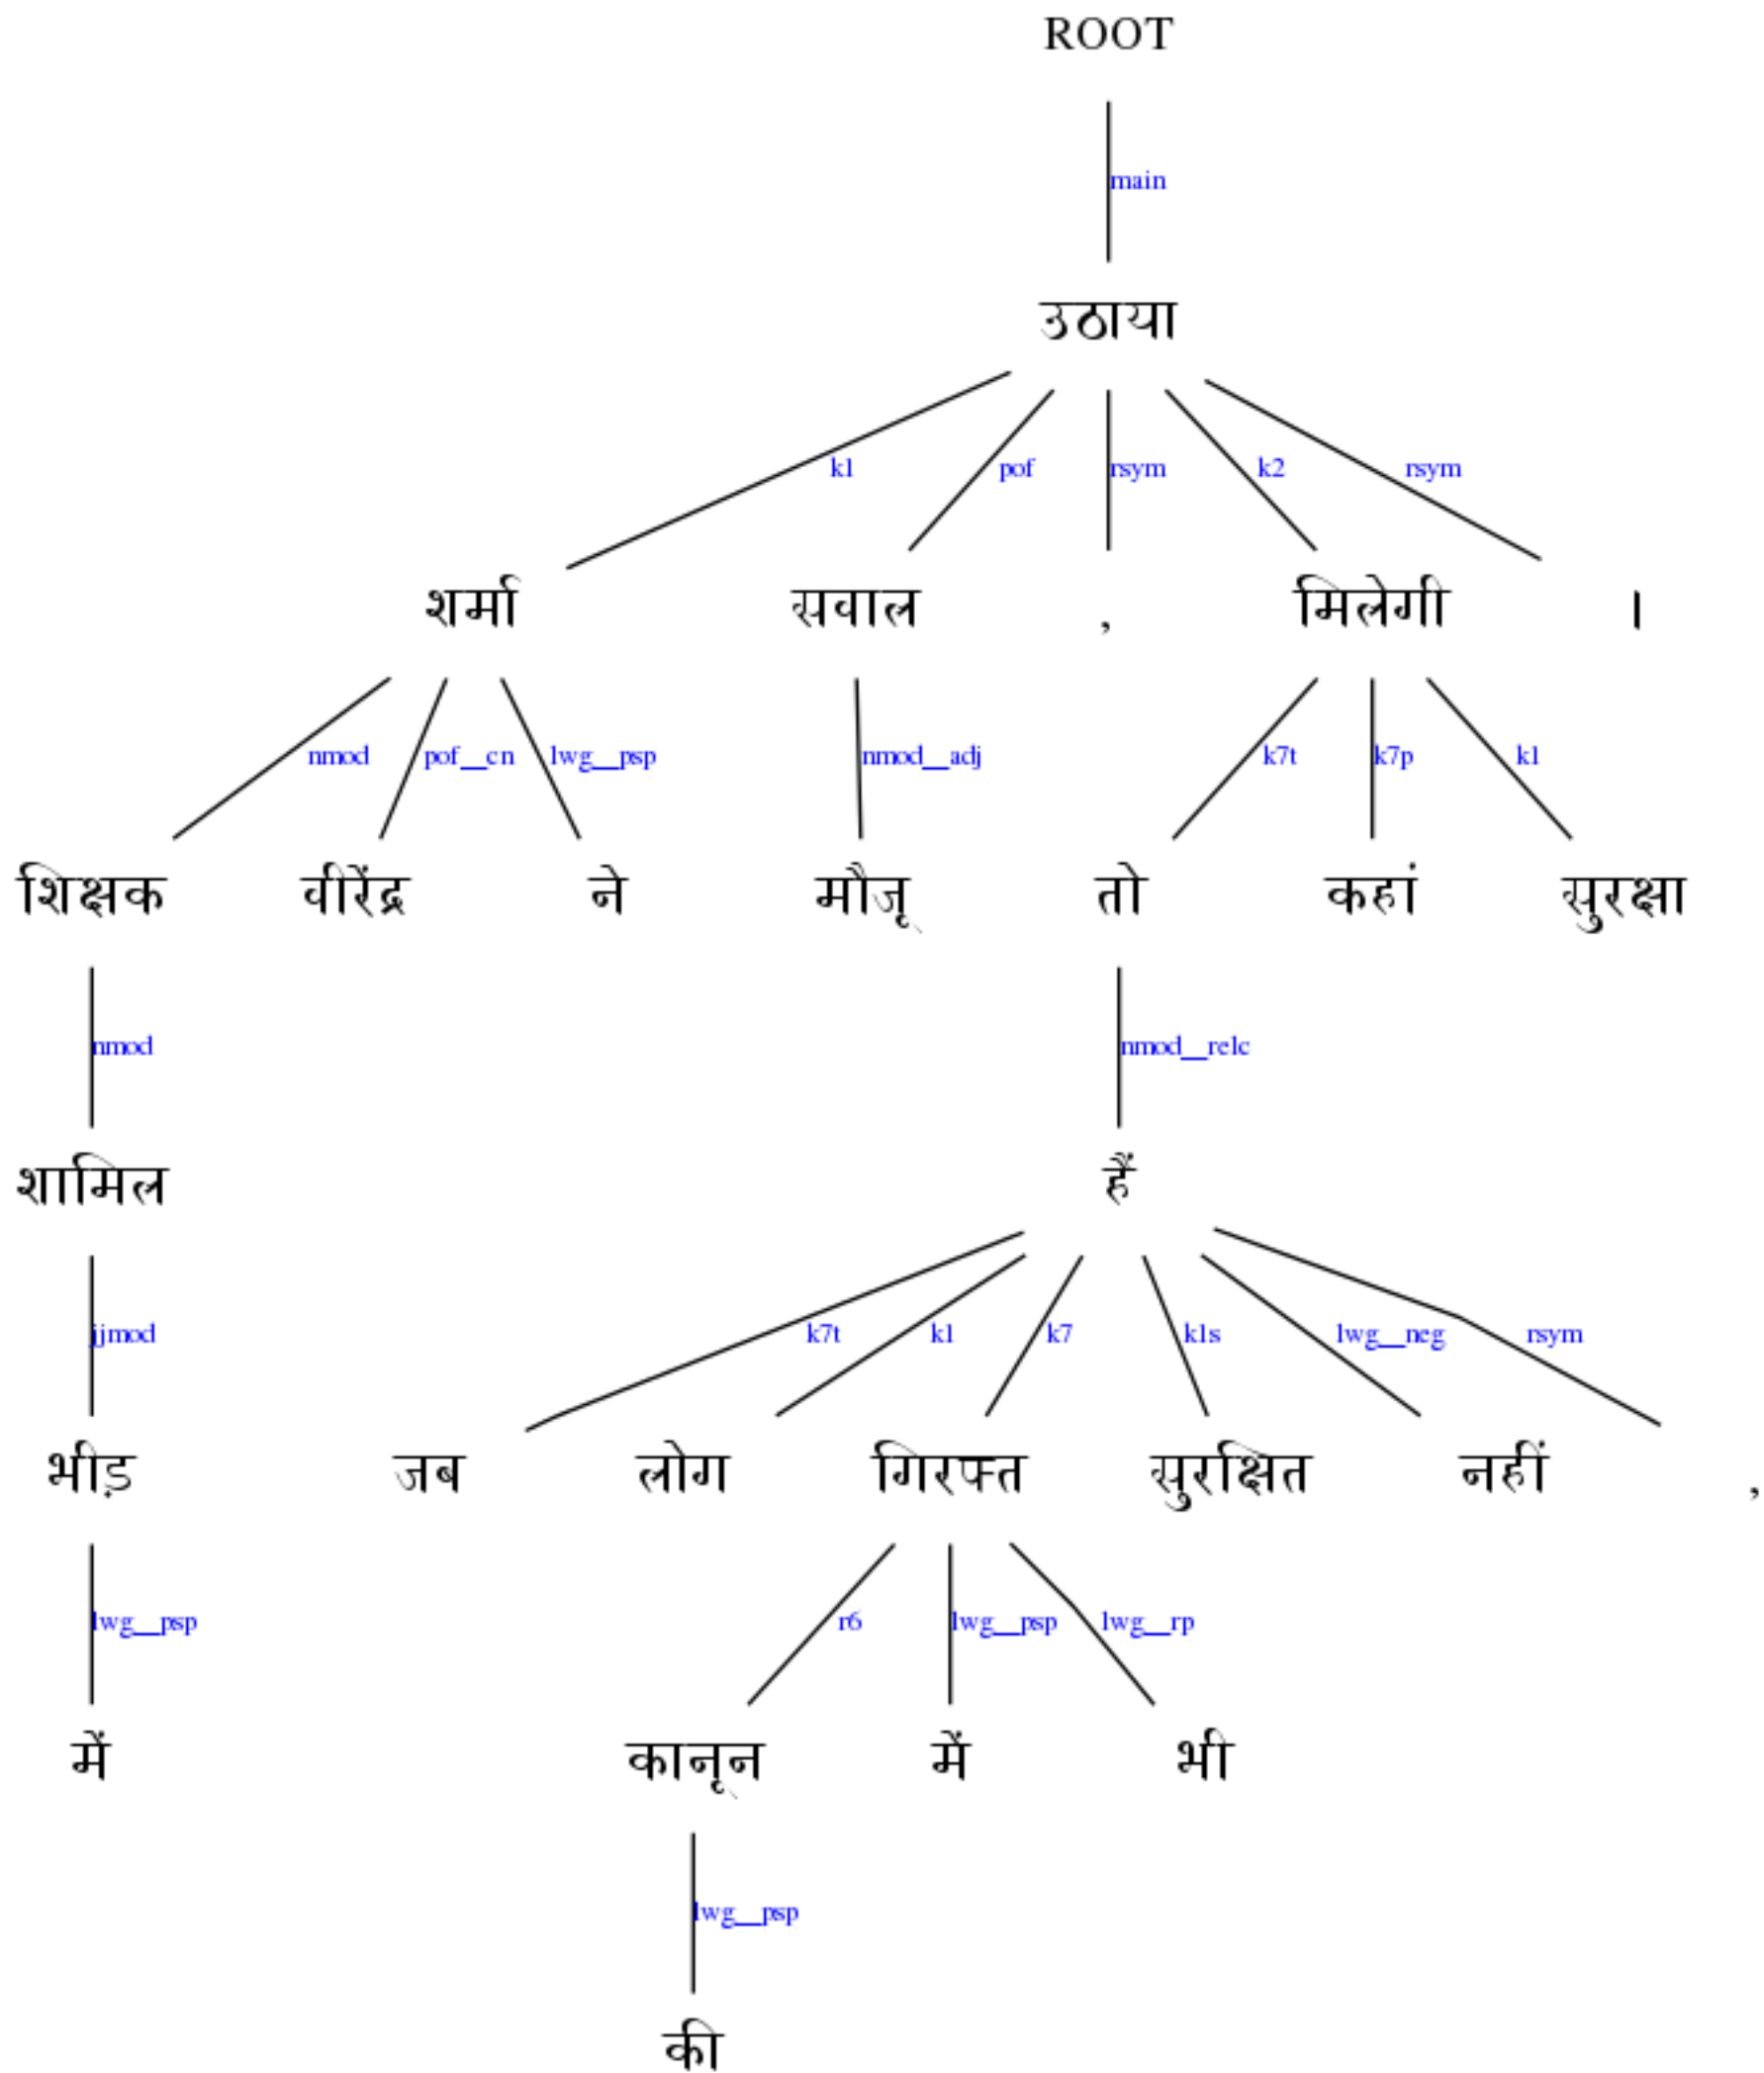 ROOT
main
उठाया
k1 pof rsym k2 rsym
शर्मा सवाल , मिलेगी ।
nmod pof__cn lwg__psp nmod__adj k7t k7p k1
शिक्षक वीरेंद्र ने मौजू तो कहां सुरक्षा
nmod nmod__relc
शामिल हैं
jjmod k7t k1 k7 k1s lwg__neg rsym
भीड़ जब लोग गिरफ्त सुरक्षित नहीं ,
lwg__psp r6 lwg__psp lwg__rp
में कानून में भी
lwg__psp
की